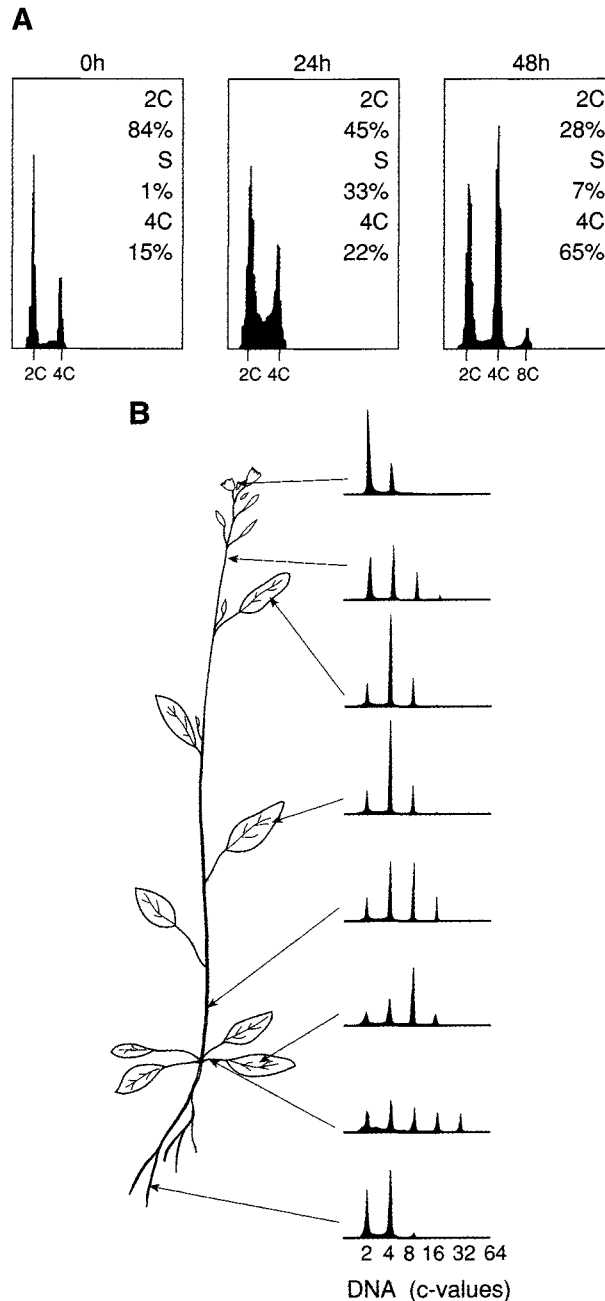 A
0h
2C
84%
S
1%
4C
15%
2C 4C
24h
2C
45%
S
33%
4C
22%
2C 4C
48h
2C
28%
S
7%
4C
65%
2C 4C 8C
B
2 4 8 16 32 64
DNA (c-values)